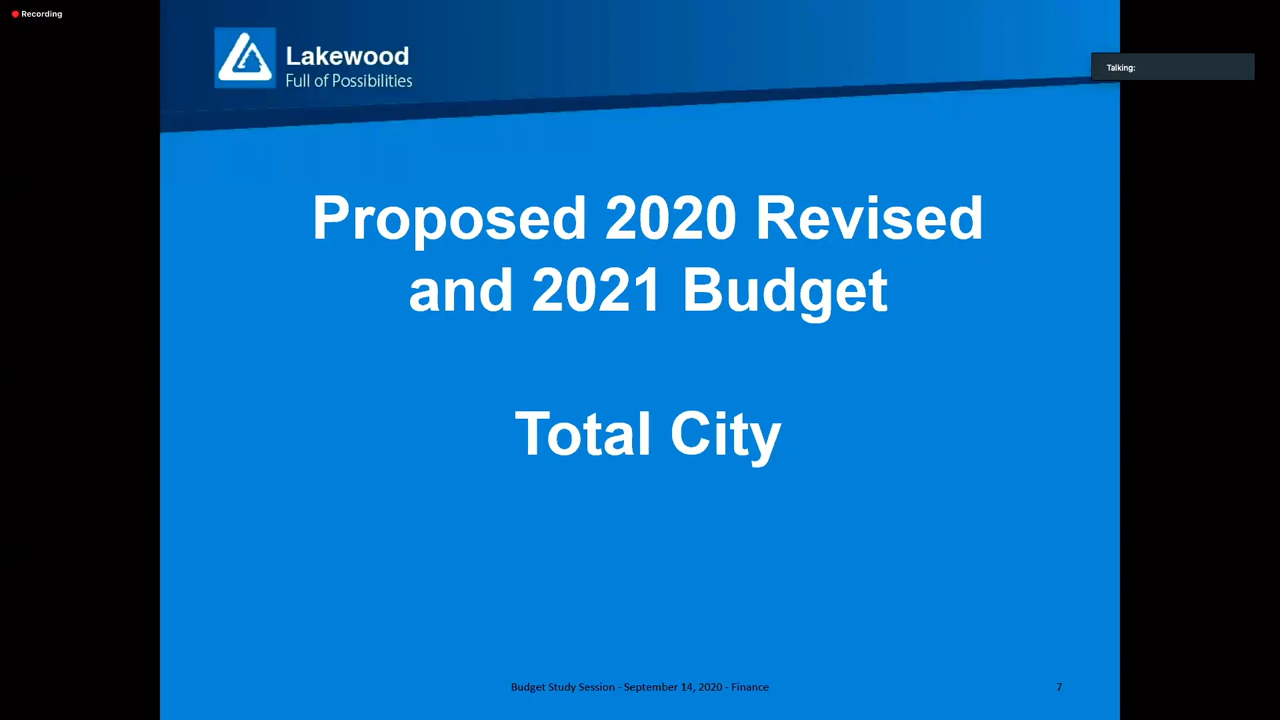 Recording
Lakewood
Full of Possibilities
Talking:
Proposed 2020 Revised
and 2021 Budget
Total City
Budget Study Session - September 14, 2020 - Finance
7